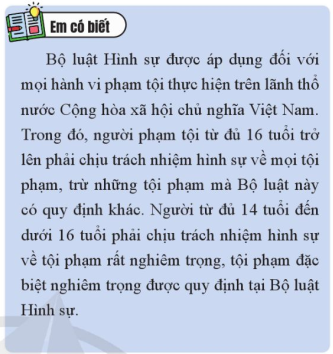 Em có biết
Bộ luật Hình sự được áp dụng đối với
mọi hành vi phạm tội thực hiện trên lãnh thổ
nước Cộng hòa xã hội chủ nghĩa Việt Nam.
Trong đó, người phạm tội từ đủ 16 tuổi trở
lên phải chịu trách nhiệm hình sự về mọi tội
phạm, trừ những tội phạm mà Bộ luật này
có quy định khác. Người từ đủ 14 tuổi đến
dưới 16 tuổi phải chịu trách nhiệm hình sự
về tội phạm rất nghiêm trọng, tội phạm đặc
biệt nghiêm trọng được quy định tại Bộ luật
Hình sự.